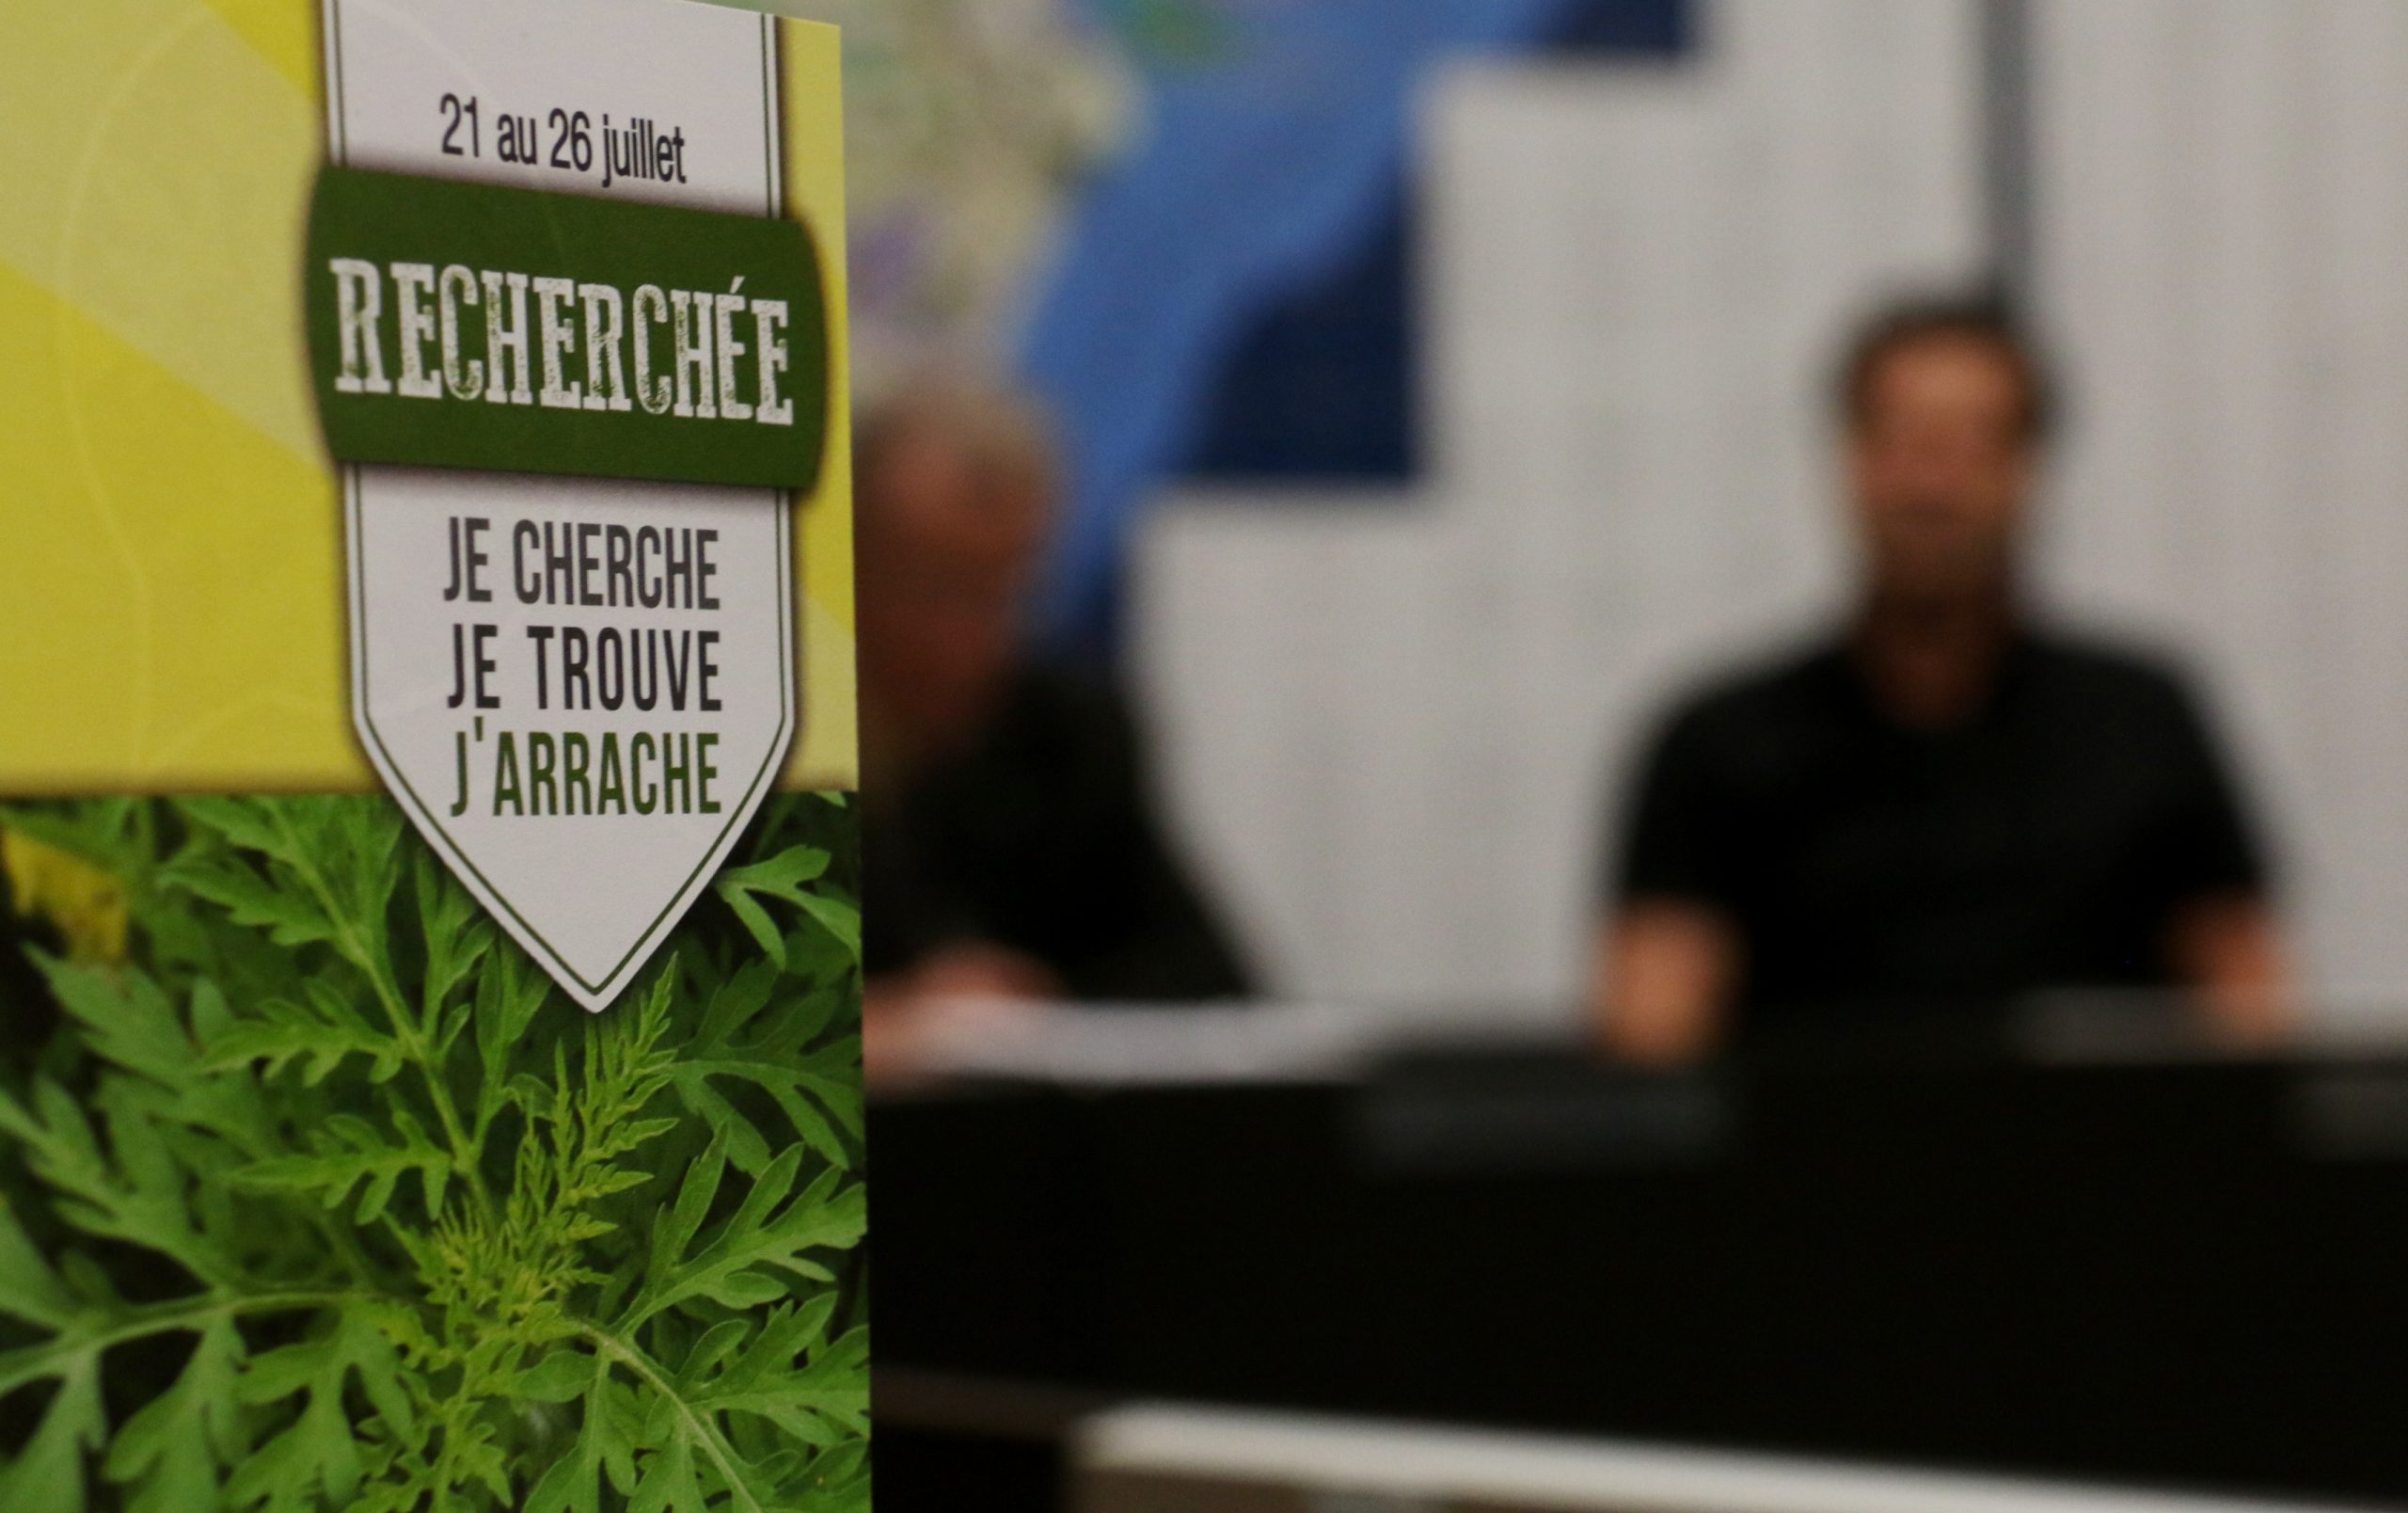 21 au 26 juillet
RECHERCHÉE
JE CHERCHE
JE TROUVE
J'ARRACHE